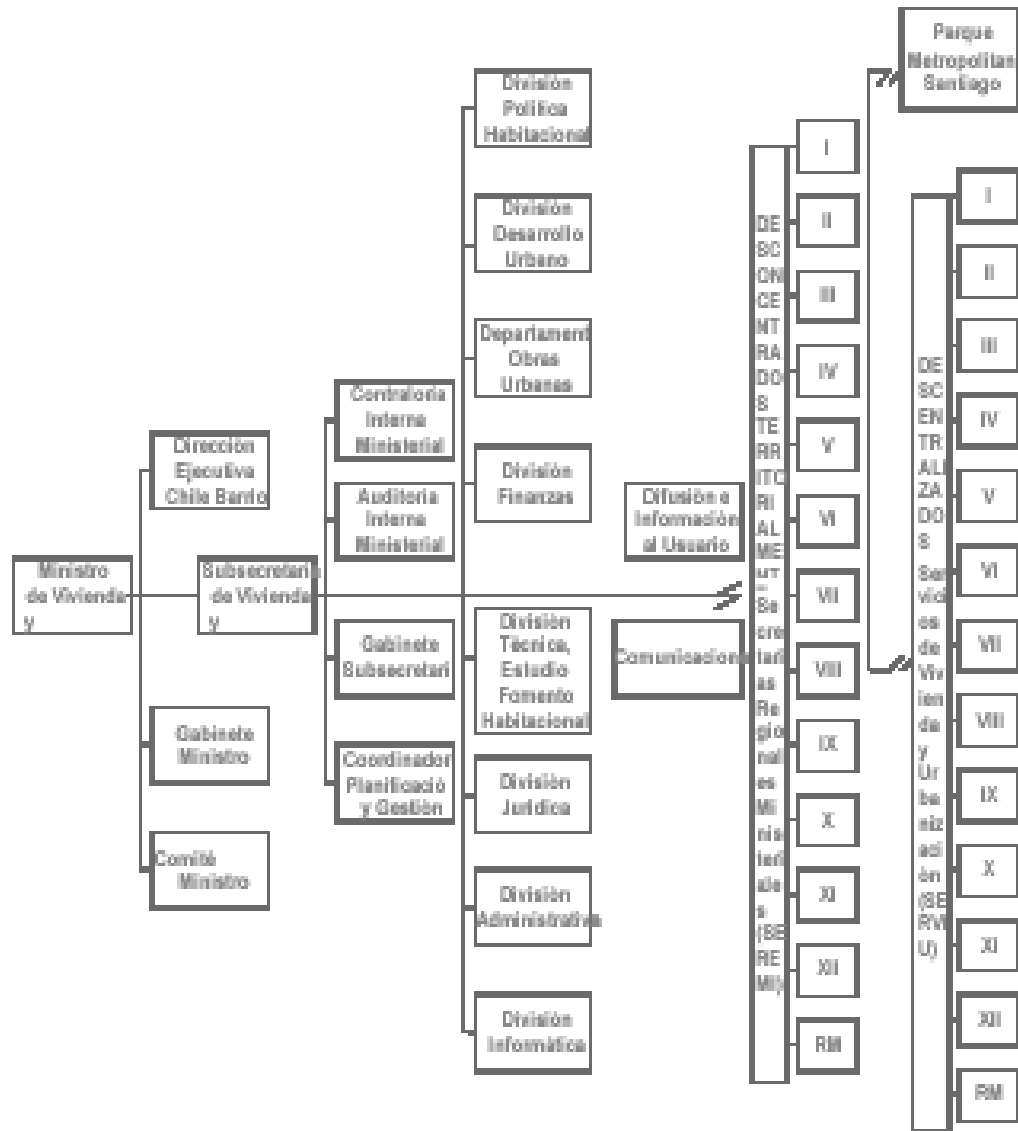 Ministro
de Vivienda
y
Dirección
Ejecutiva
Chile Barrio
Gabinete
Ministro
Comité
Ministro
Subsecretaria
de Vivienda
y
Contraloria
Interna
Ministerial
Auditoria
Interna
Ministerial
Gabinete
Subsecretari
Coordinador
Planificació
y Gestión
División
Política
Habitacional
División
Desarrollo
Urbano
Departament
Obras
Urbanas
División
Finanzas
División
Técnica,
Estudio
Fomento
Habitacional
División
Jurídica
División
Administrativa
División
Informática
Difusión e
Información
al Usuario
Comunicacione
DE
SC
ON
CE
NT
RA
DO
S
TE
RR
ITO
RI
AL
ME
NT
Se
cre
tari
as
Re
gio
nal
es
Mi
nis
teri
ale
s
(SE
RE
MI)
I
II
III
IV
V
VI
VII
VIII
IX
X
XI
XII
RM
Parque
Metropolitan
Santiago
DE
SC
EN
TR
ALI
ZA
DO
S
Ser
vici
os
de
Viv
ien
da
y
Ur
ba
niz
aci
ón
(SE
RVI
U)
I
II
III
IV
V
VI
VII
VIII
IX
X
XI
XII
RM